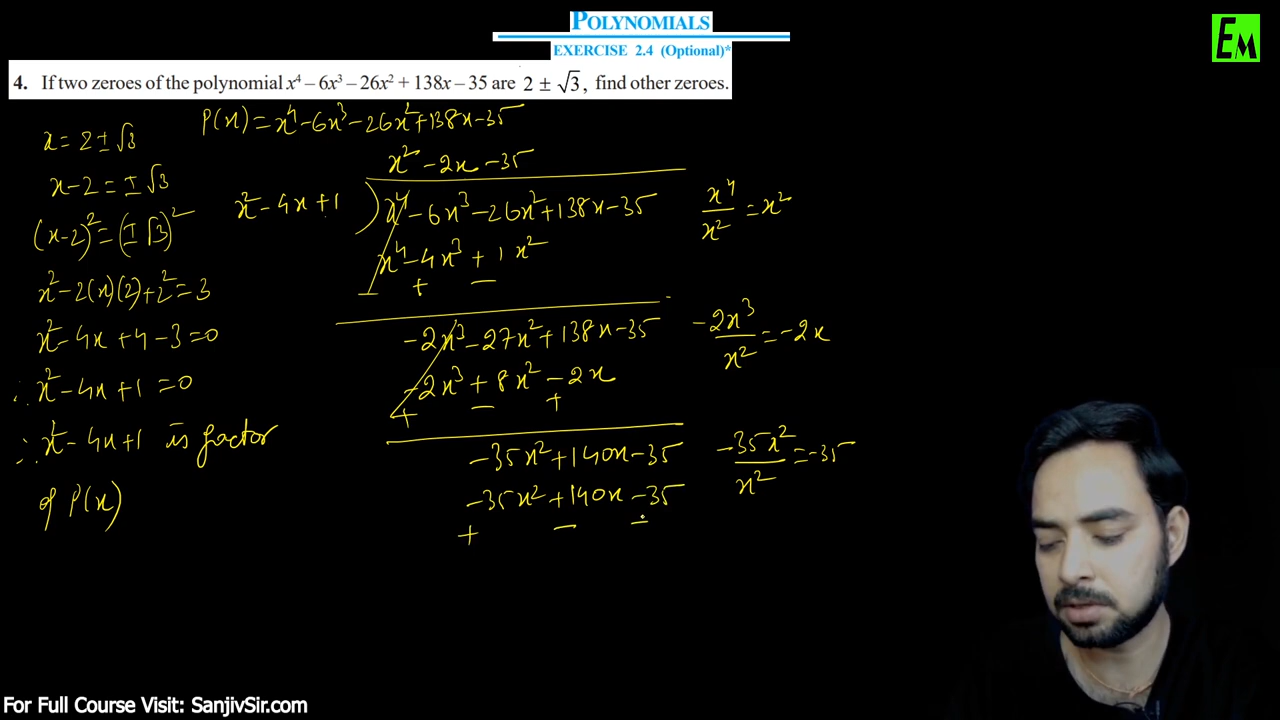 POLYNOMIALS
EXERCISE 2.4 (Optional)*
EM
4. If two zeroes of the polynomial x⁴ – 6x³ – 26x² + 138x – 35 are 2 ± √3, find other zeroes.
P(x) = x⁴ - 6x³ - 26x² + 138x - 35
x = 2 ± √3
x - 2 = ± √3
(x - 2)² = (± √3)²
x² - 2(x)(2) + 2² = 3
x² - 4x + 4 - 3 = 0
∴ x² - 4x + 1 = 0
∴ x² - 4x + 1 is factor
of P(x)
x² - 2x - 35
x² - 4x + 1 ) x⁴ - 6x³ - 26x² + 138x - 35
x⁴ - 4x³ + 1x²
- + -
-2x³ - 27x² + 138x - 35
-2x³ + 8x² - 2x
+ - +
-35x² + 140x - 35
-35x² + 140x - 35
+ -
x⁴/x² = x²
-2x³/x² = -2x
-35x²/x² = -35
For Full Course Visit: SanjivSir.com